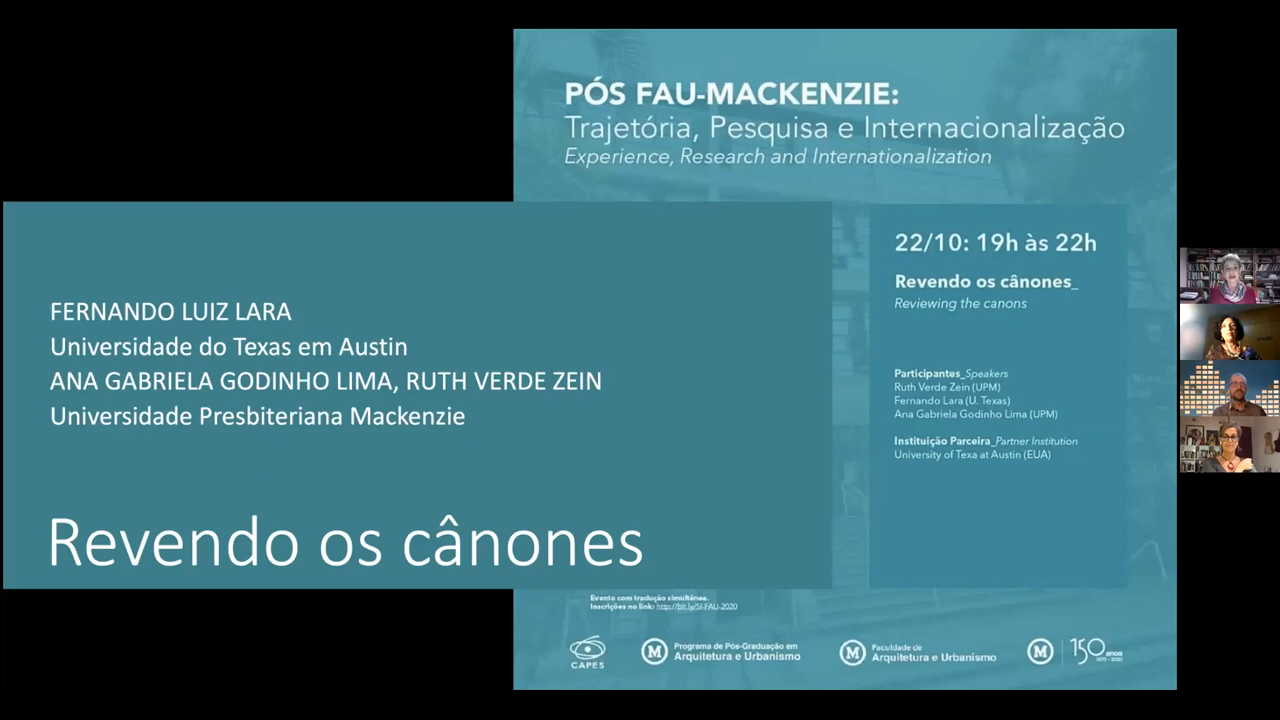 PÓS FAU-MACKENZIE:
Trajetória, Pesquisa e Internacionalização
Experience, Research and Internationalization
FERNANDO LUIZ LARA
Universidade do Texas em Austin
ANA GABRIELA GODINHO LIMA, RUTH VERDE ZEIN
Universidade Presbiteriana Mackenzie
Revendo os cânones
22/10: 19h às 22h
Revendo os cânones_
Reviewing the canons
Participantes_Speakers
Ruth Verde Zein (UPM)
Fernando Lara (U. Texas)
Ana Gabriela Godinho Lima (UPM)
Instituição Parceira_Partner Institution
University of Texa at Austin (EUA)
Evento com tradução simultânea.
Inscrições no link: http://bit.ly/SI-FAU-2020
CAPES
M
Programa de Pós-Graduação em
Arquitetura e Urbanismo
M
Faculdade de
Arquitetura e Urbanismo
M
150 anos
1870 - 2020